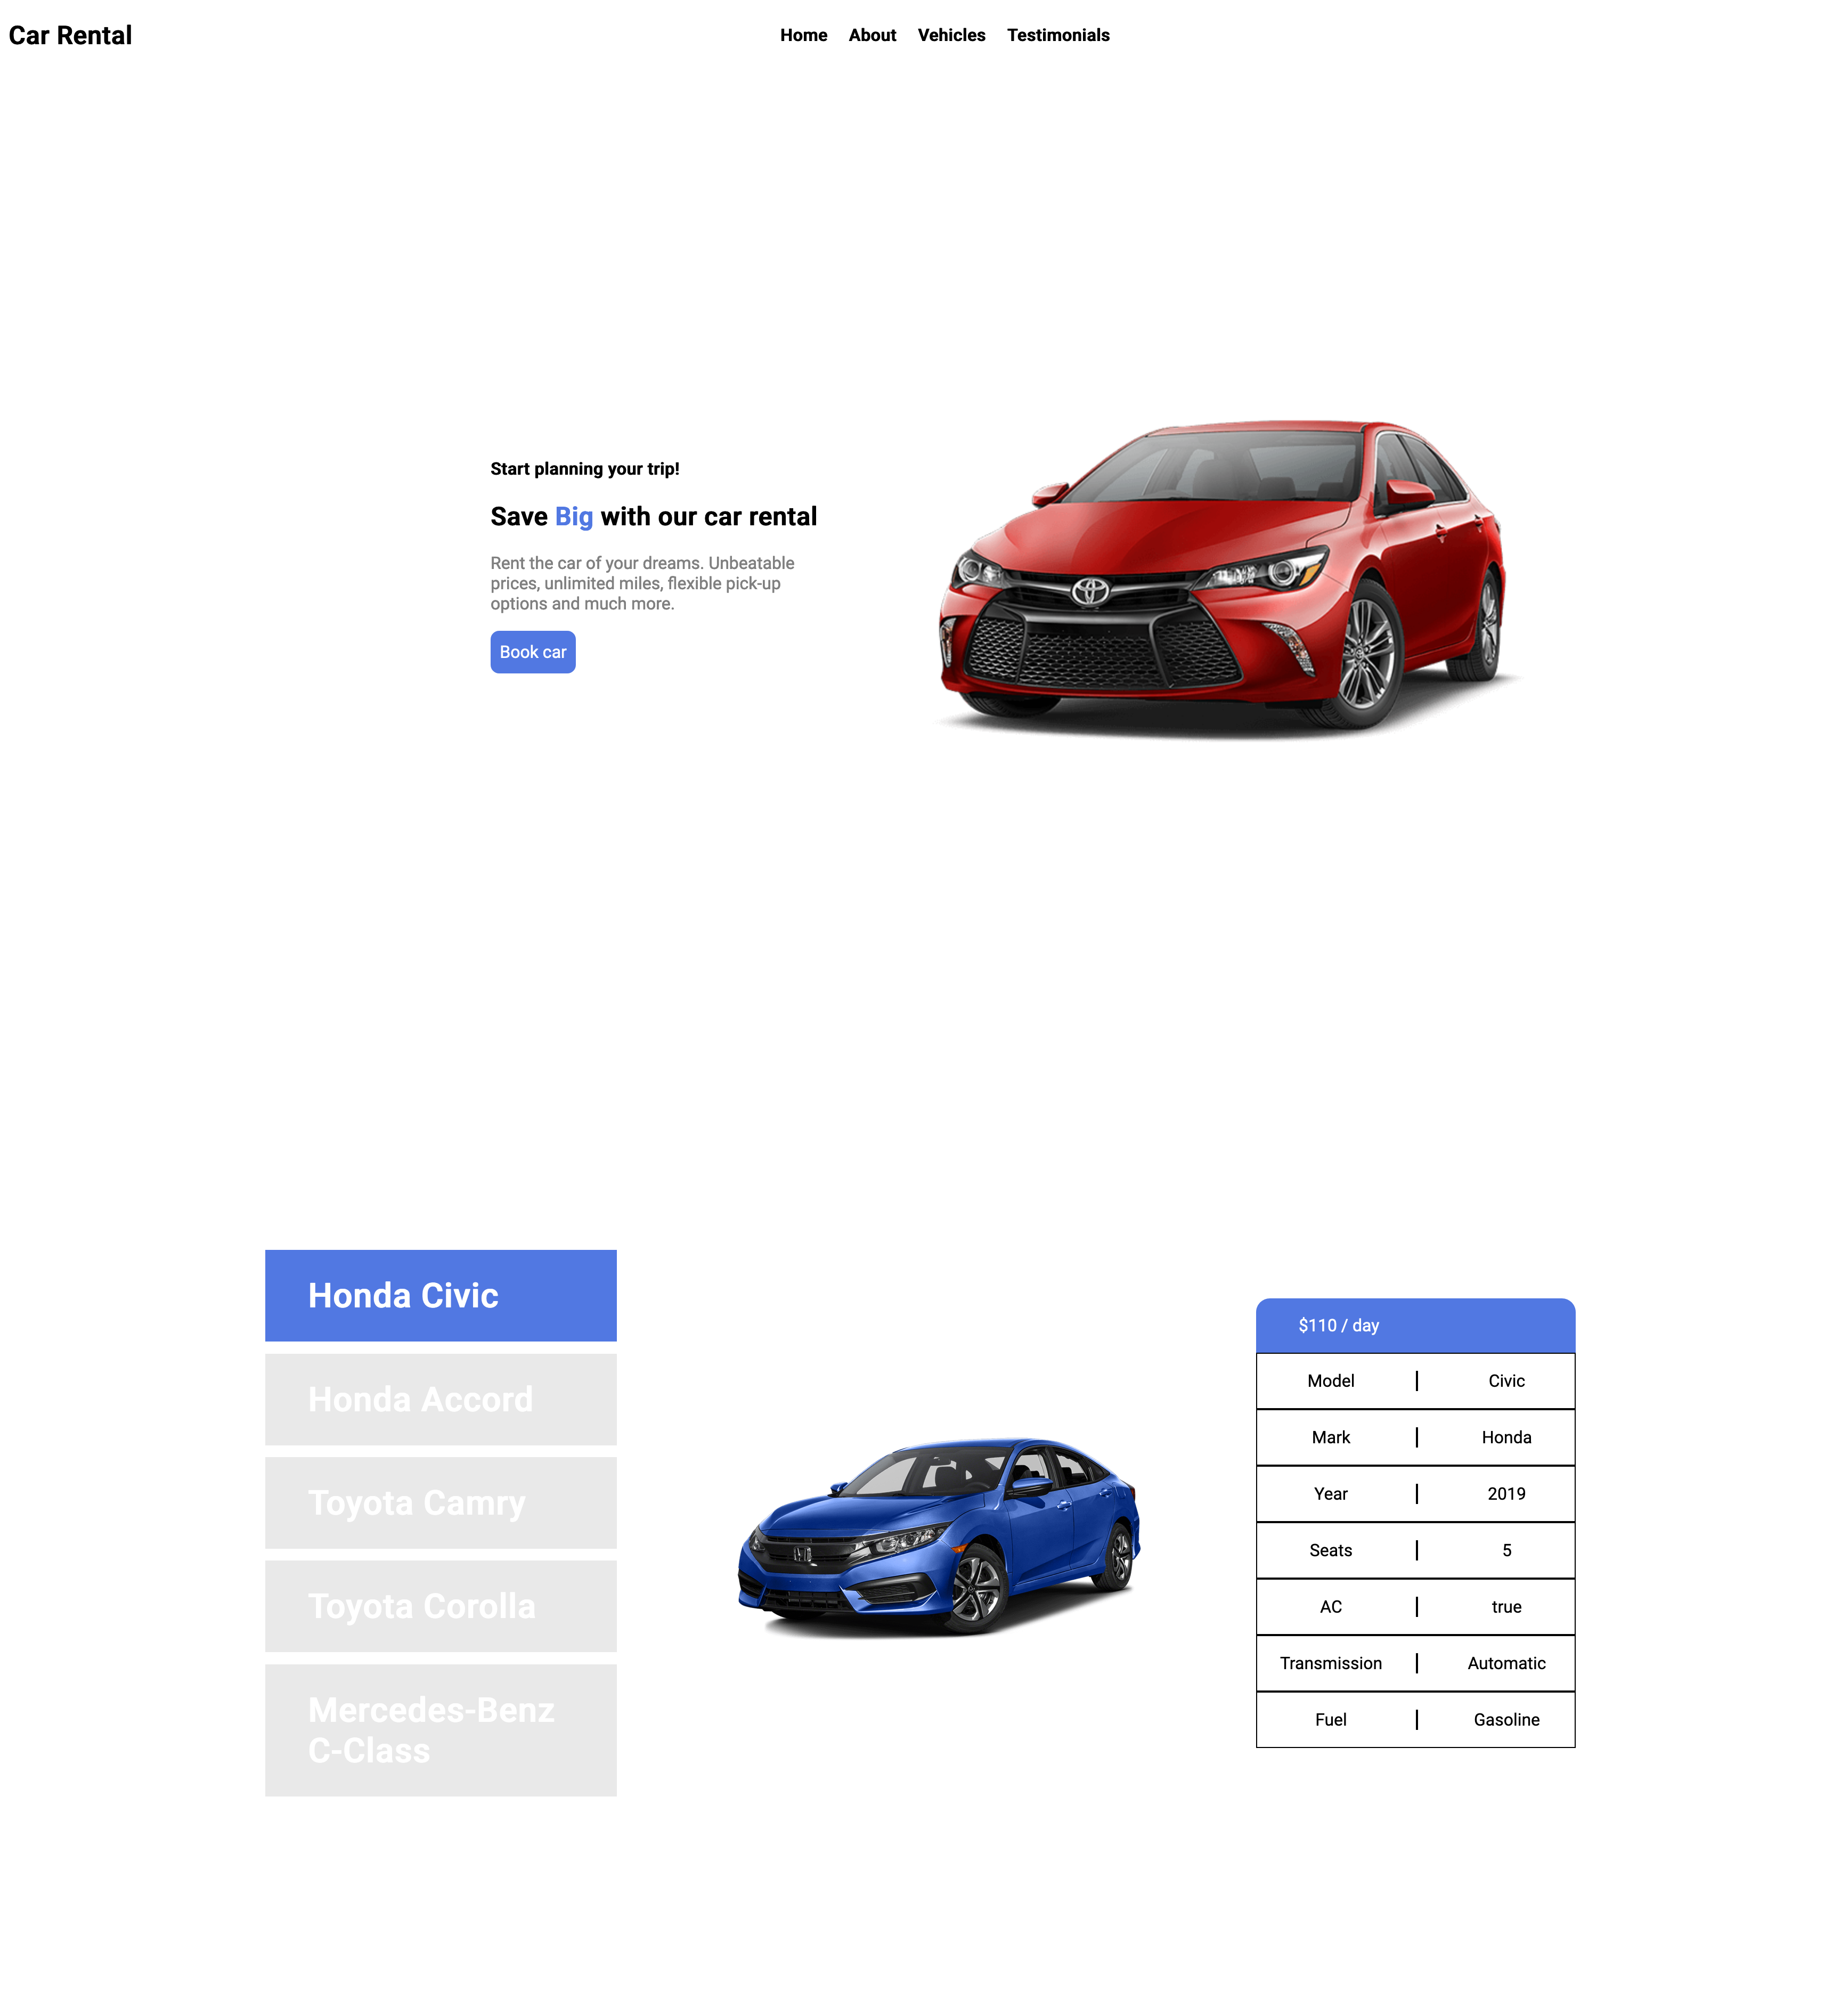 Car Rental
Home About Vehicles Testimonials
Start planning your trip!
Save Big with our car rental
Rent the car of your dreams. Unbeatable
prices, unlimited miles, flexible pick-up
options and much more.
Book car
Honda Civic
Honda Accord
Toyota Camry
Toyota Corolla
Mercedes-Benz
C-Class
$110 / day
Model | Civic
Mark | Honda
Year | 2019
Seats | 5
AC | true
Transmission | Automatic
Fuel | Gasoline